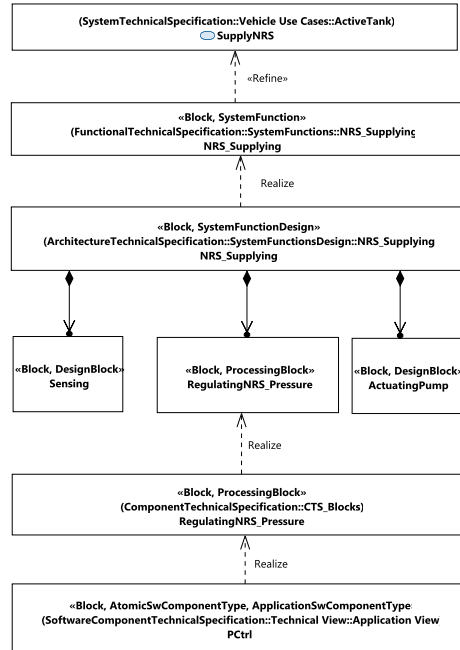 (SystemTechnicalSpecification::Vehicle Use Cases::ActiveTank)
SupplyNRS
«Refine»
«Block, SystemFunction»
(FunctionalTechnicalSpecification::SystemFunctions::NRS_Supplying
NRS_Supplying
Realize
«Block, SystemFunctionDesign»
(ArchitectureTechnicalSpecification::SystemFunctionsDesign::NRS_Supplying
NRS_Supplying
«Block, DesignBlock»
Sensing
«Block, ProcessingBlock»
RegulatingNRS_Pressure
«Block, DesignBlock»
ActuatingPump
Realize
«Block, ProcessingBlock»
(ComponentTechnicalSpecification::CTS_Blocks)
RegulatingNRS_Pressure
Realize
«Block, AtomicSwComponentType, ApplicationSwComponentType
(SoftwareComponentTechnicalSpecification::Technical View::Application View
PCtrl